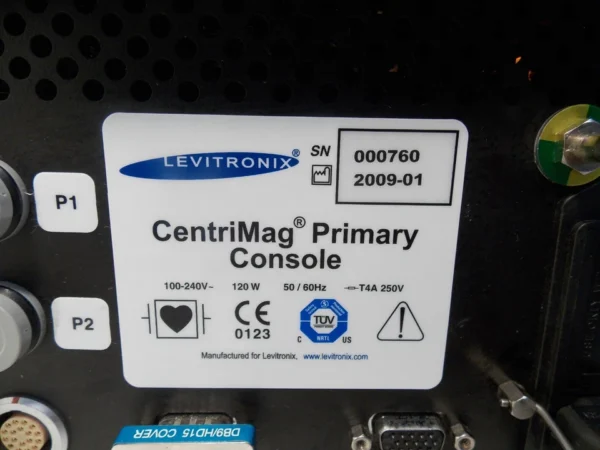 LEVITRONIX®
SN 000760
2009-01
P1
CentriMag® Primary
Console
100-240V~ 120 W 50 / 60Hz T4A 250V
P2
CE
0123
TÜV
C NRTL US
Manufactured for Levitronix, www.levitronix.com
DB9/HD15 COVER